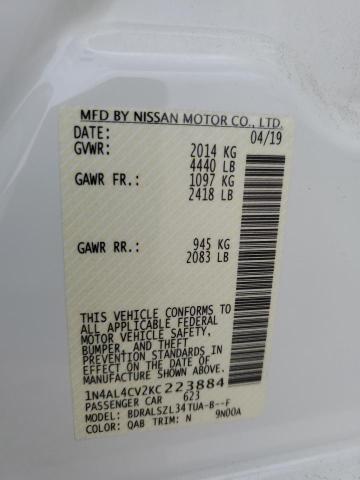 MFD BY NISSAN MOTOR CO., LTD.
DATE: 04/19
GVWR: 2014 KG
4440 LB
GAWR FR.: 1097 KG
2418 LB
GAWR RR.: 945 KG
2083 LB
THIS VEHICLE CONFORMS TO
ALL APPLICABLE FEDERAL
MOTOR VEHICLE SAFETY,
BUMPER, AND THEFT
PREVENTION STANDARDS IN
EFFECT ON THE DATE OF
MANUFACTURE SHOWN ABOVE.
1N4AL4CV2KC223884
PASSENGER CAR 623
MODEL: BDRALSZL34TUA-B--F
COLOR: QAB TRIM: N 9N00A